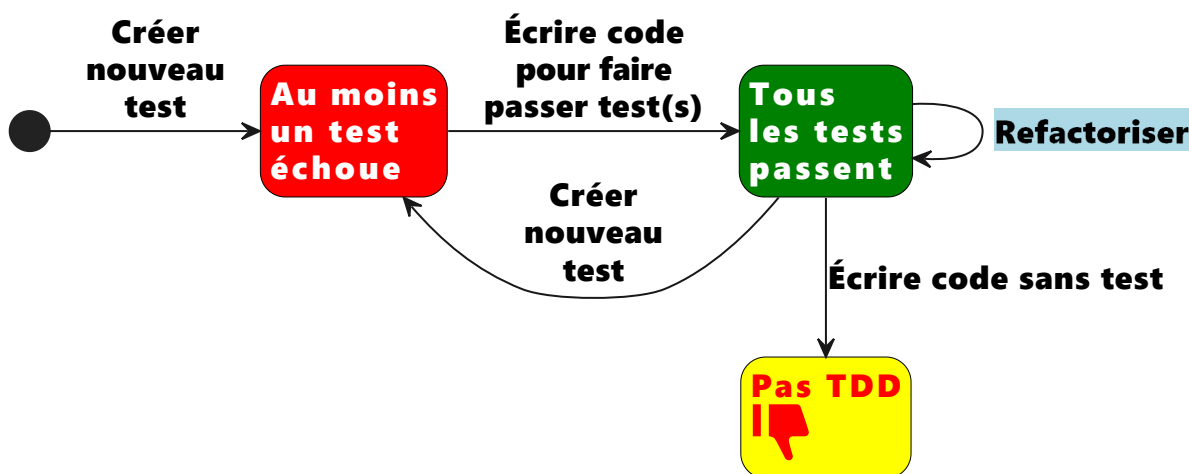 Créer
nouveau
test
Au moins
un test
échoue
Écrire code
pour faire
passer test(s)
Tous
les tests
passent
Refactoriser
Créer
nouveau
test
Écrire code sans test
Pas TDD